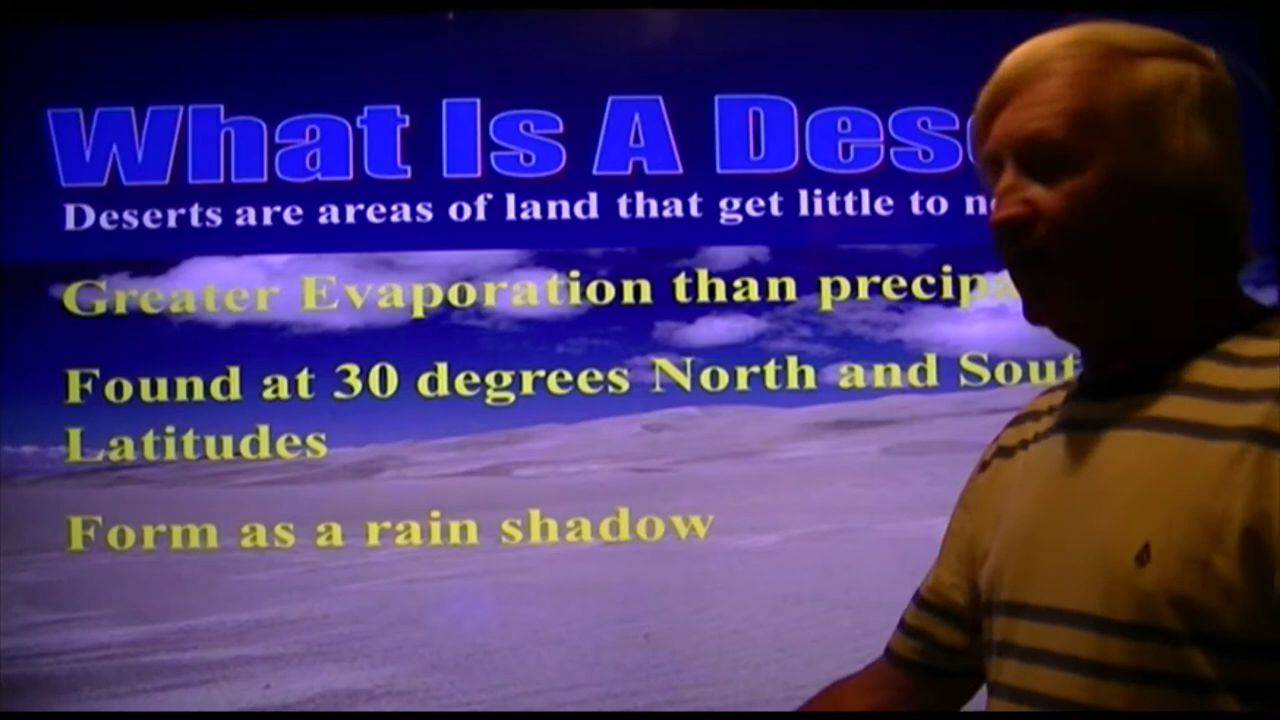 What Is A Des
Deserts are areas of land that get little to n
Greater Evaporation than precip
Found at 30 degrees North and Sout
Latitudes
Form as a rain shadow